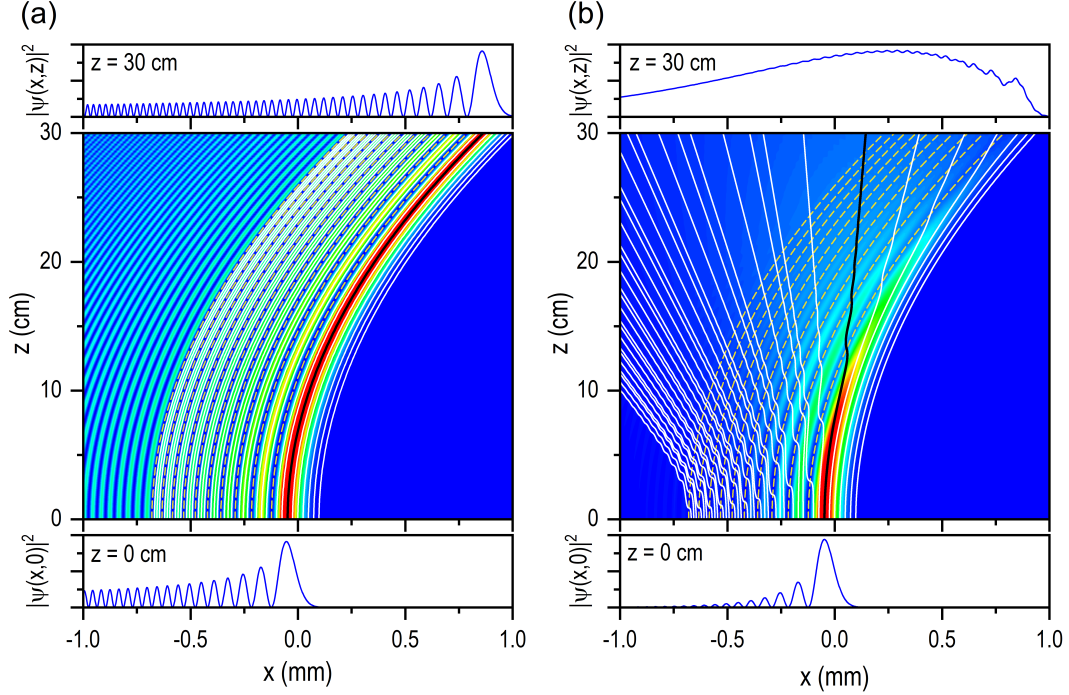 (a)
(b)
|ψ(x,z)|²
z = 30 cm
|ψ(x,z)|²
z = 30 cm
30
20
10
0
z (cm)
30
20
10
0
z (cm)
|ψ(x,0)|²
z = 0 cm
|ψ(x,0)|²
z = 0 cm
-1.0 -0.5 0.0 0.5 1.0
x (mm)
-1.0 -0.5 0.0 0.5 1.0
x (mm)